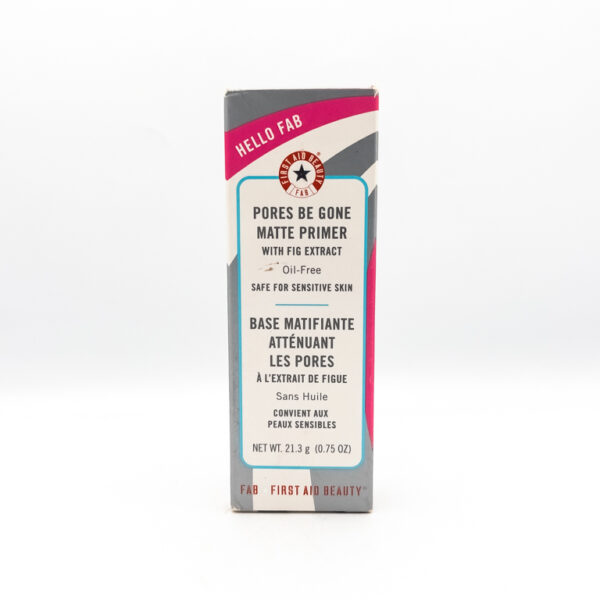 HELLO FAB
FIRST AID BEAUTY®
FAB
PORES BE GONE
MATTE PRIMER
WITH FIG EXTRACT
Oil-Free
SAFE FOR SENSITIVE SKIN
BASE MATIFIANTE
ATTÉNUANT
LES PORES
À L'EXTRAIT DE FIGUE
Sans Huile
CONVIENT AUX
PEAUX SENSIBLES
NET WT. 21.3 g (0.75 OZ)
FAB FIRST AID BEAUTY™